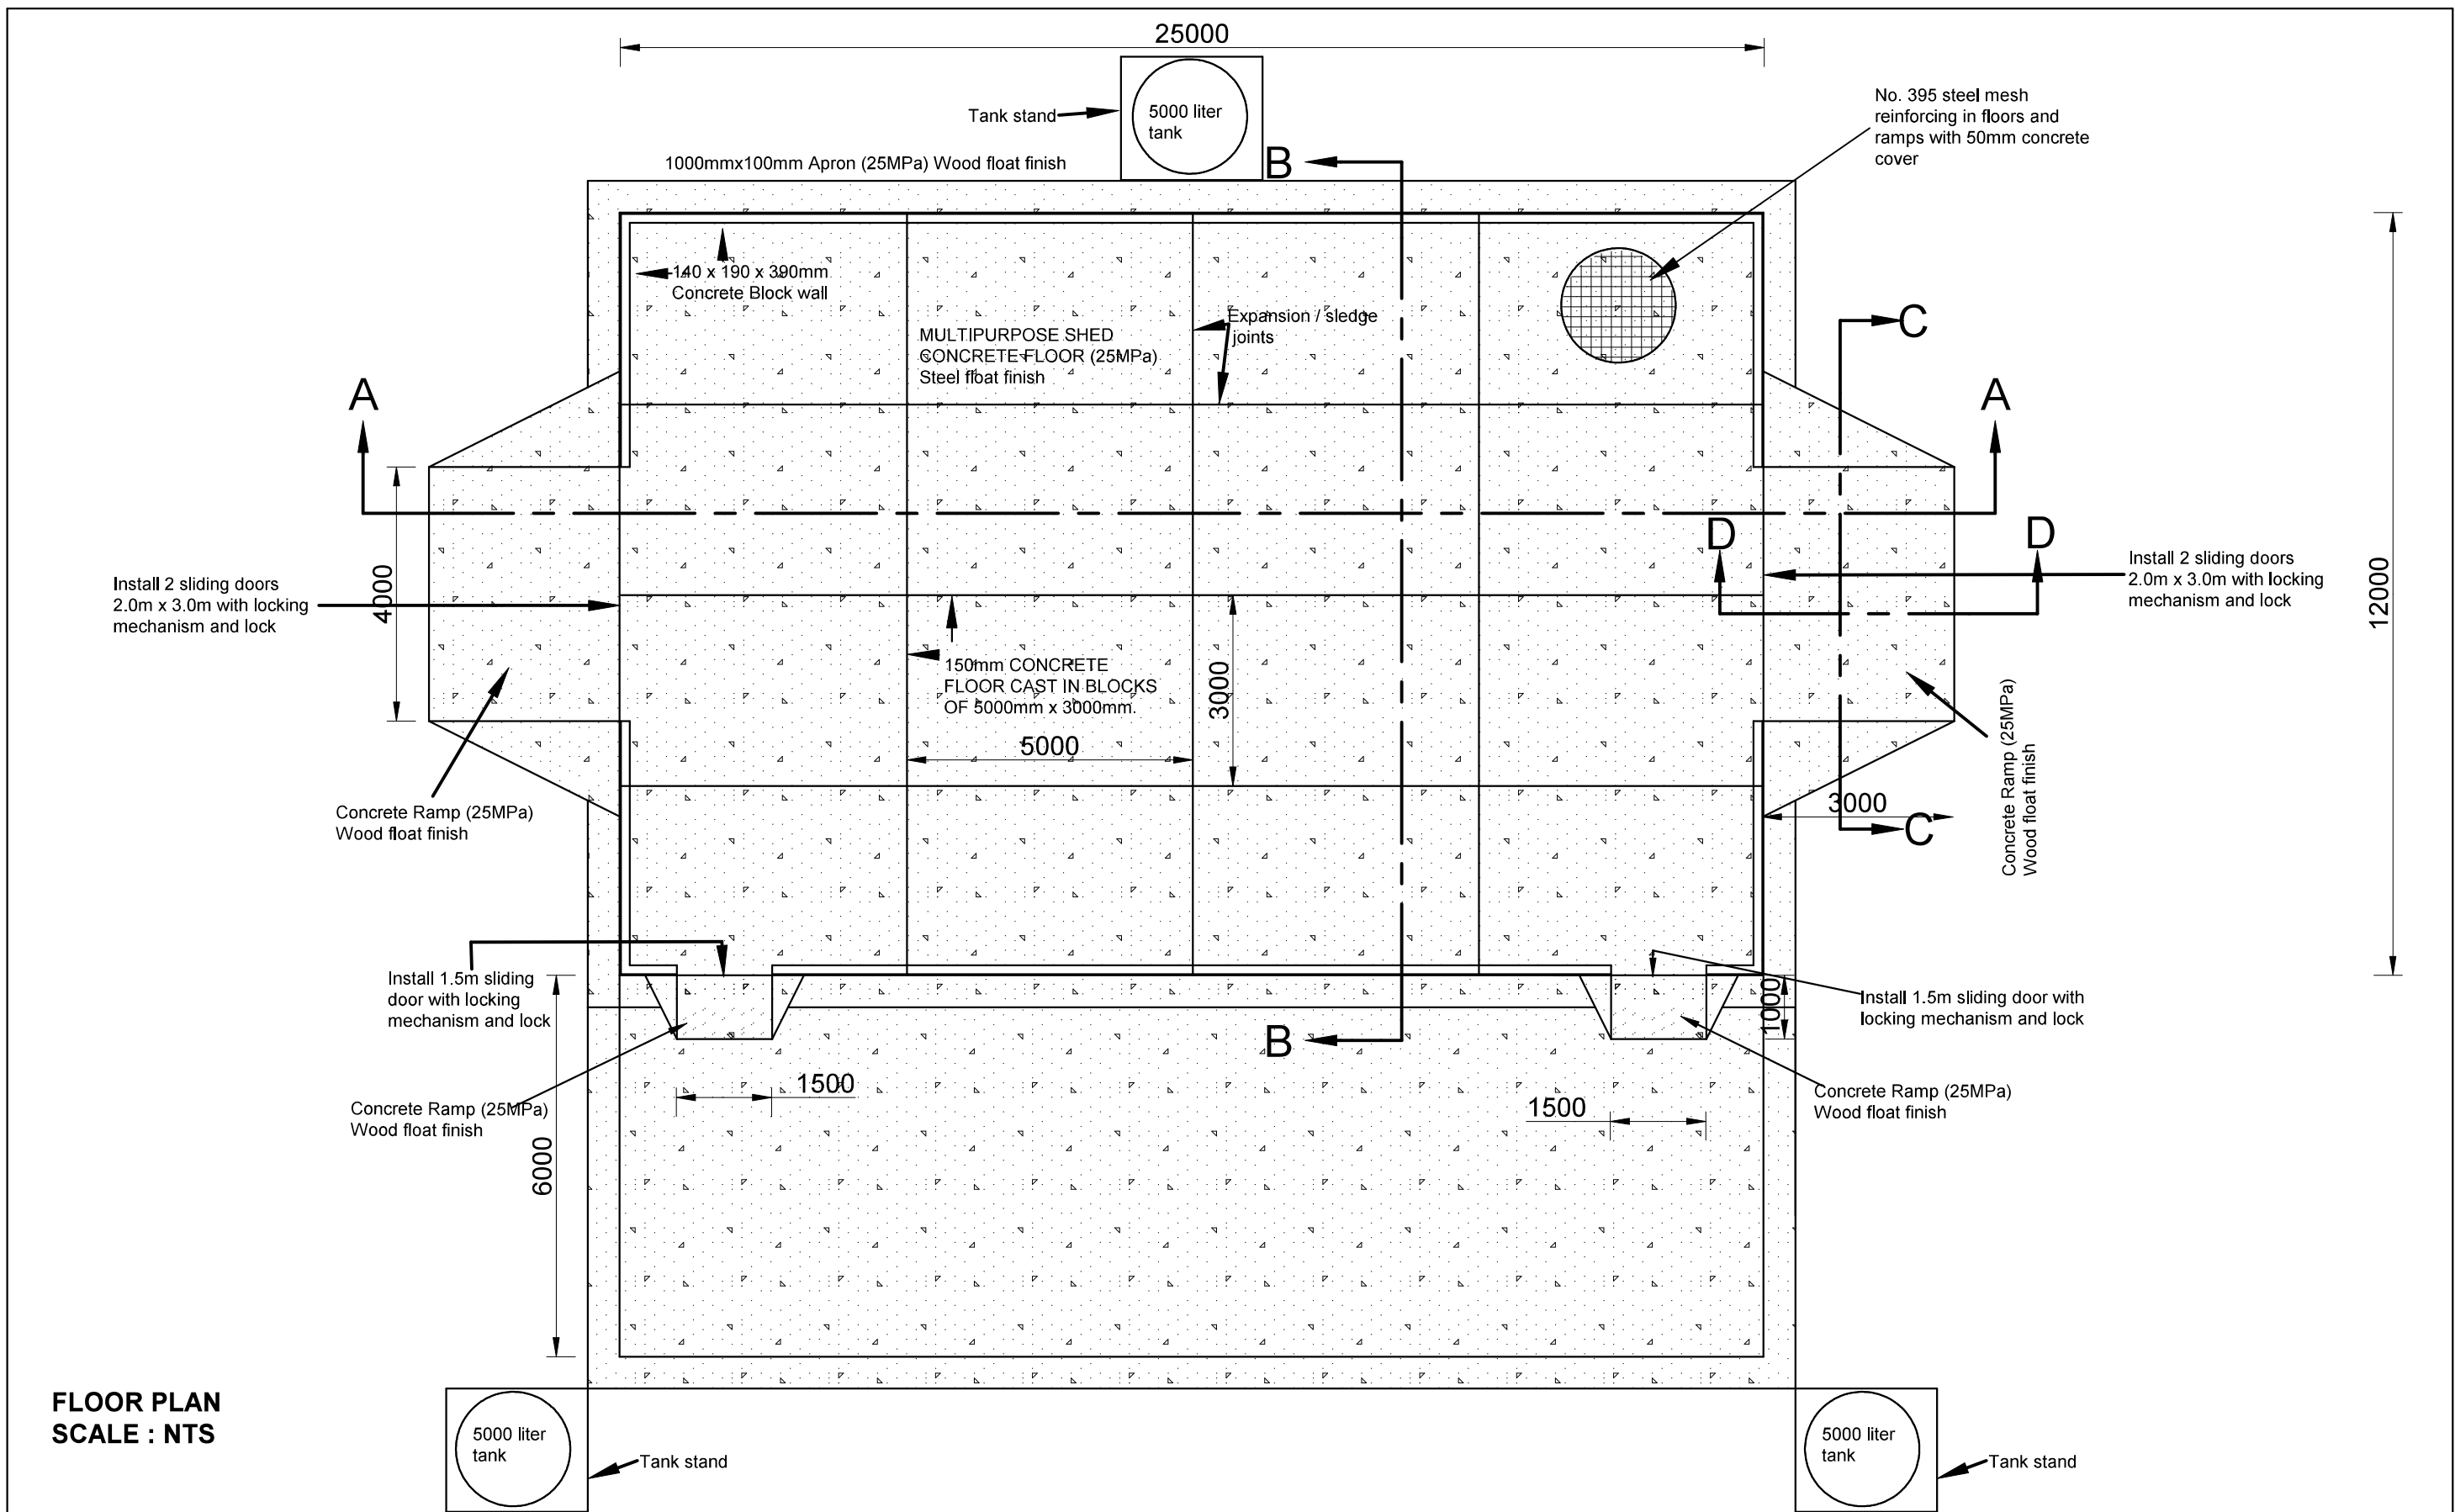 25000
Tank stand
5000 liter
tank
No. 395 steel mesh
reinforcing in floors and
ramps with 50mm concrete
cover
1000mmx100mm Apron (25MPa) Wood float finish
B
140 x 190 x 390mm
Concrete Block wall
Expansion / sledge
joints
MULTIPURPOSE SHED
CONCRETE FLOOR (25MPa)
Steel float finish
C
A
A
D
D
Install 2 sliding doors
2.0m x 3.0m with locking
mechanism and lock
4000
Install 2 sliding doors
2.0m x 3.0m with locking
mechanism and lock
12000
150mm CONCRETE
FLOOR CAST IN BLOCKS
OF 5000mm x 3000mm.
3000
5000
Concrete Ramp (25MPa)
Wood float finish
Concrete Ramp (25MPa)
Wood float finish
3000
C
Install 1.5m sliding
door with locking
mechanism and lock
1000
Install 1.5m sliding door with
locking mechanism and lock
B
1500
1500
Concrete Ramp (25MPa)
Wood float finish
Concrete Ramp (25MPa)
Wood float finish
6000
FLOOR PLAN
SCALE : NTS
5000 liter
tank
Tank stand
5000 liter
tank
Tank stand